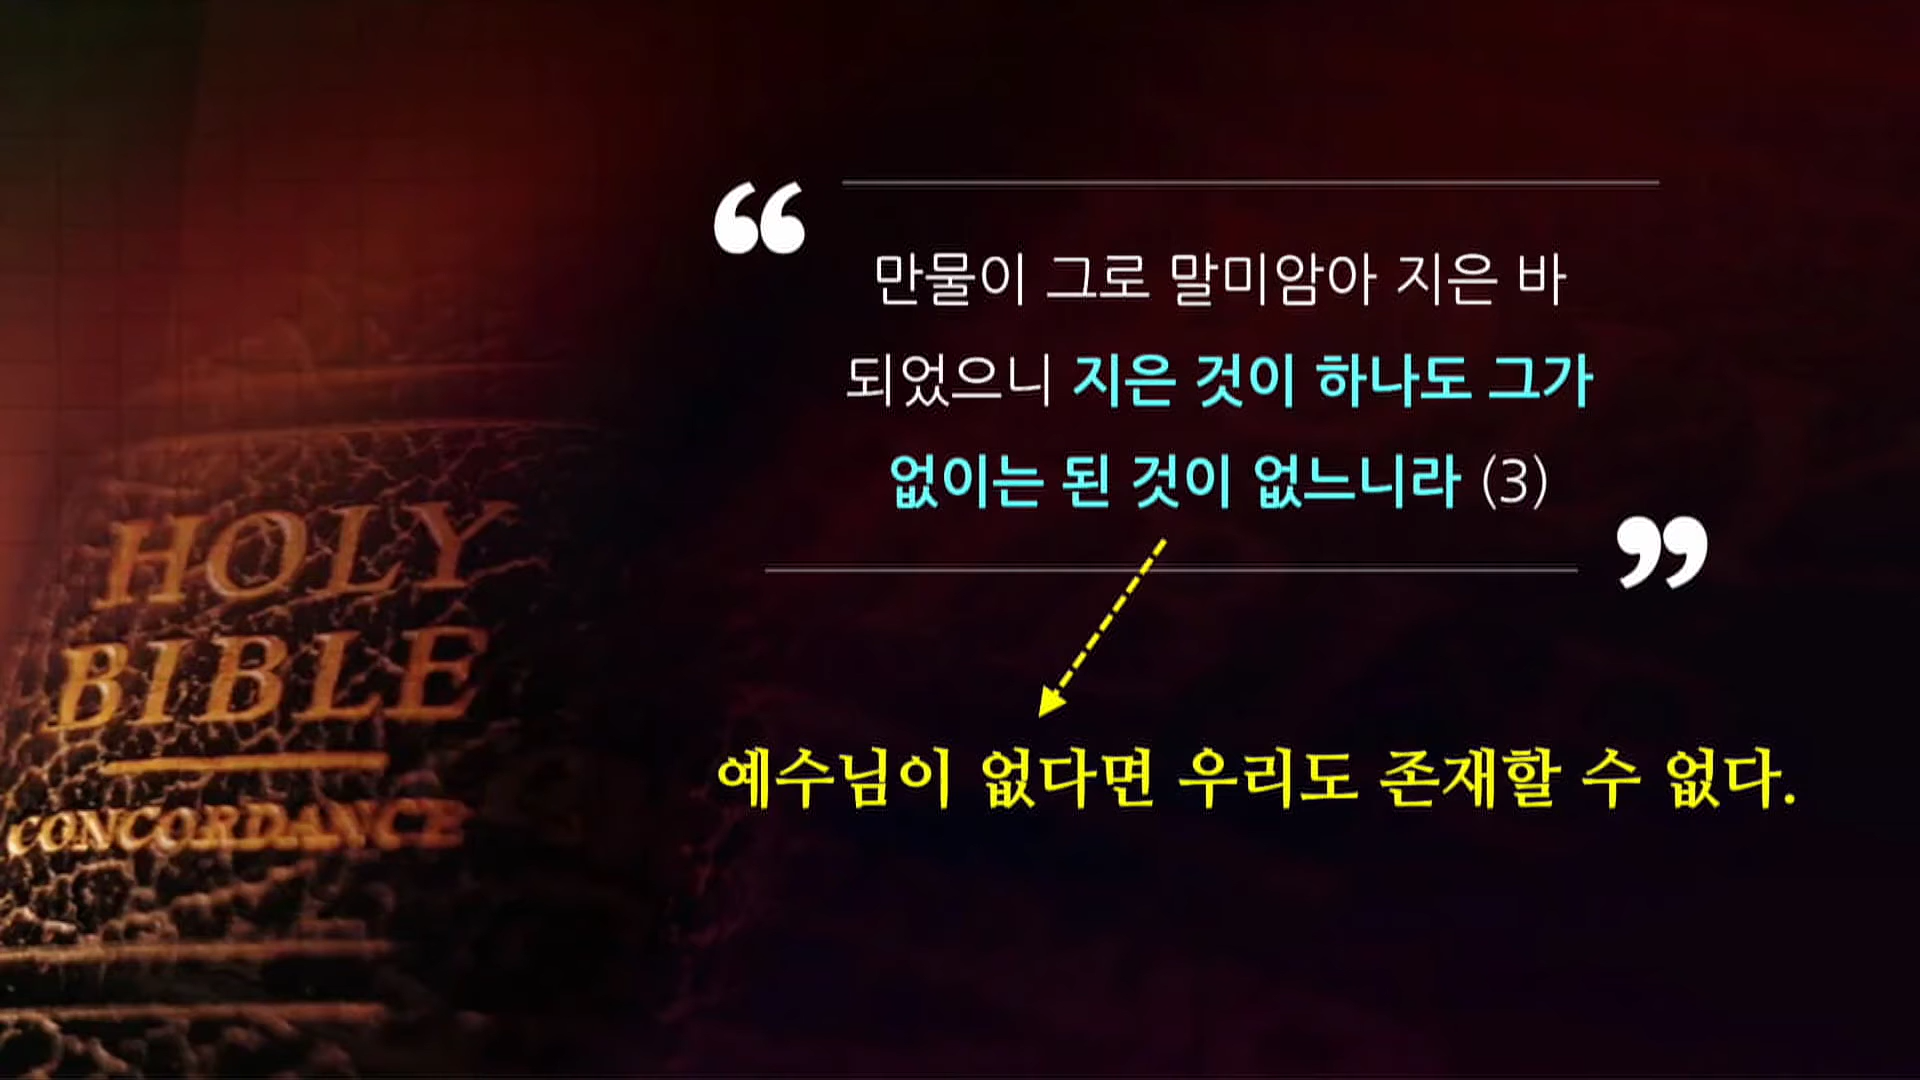 “
만물이 그로 말미암아 지은 바
되었으니 지은 것이 하나도 그가
없이는 된 것이 없느니라 (3)
”
예수님이 없다면 우리도 존재할 수 없다.
HOLY
BIBLE
CONCORDANCE